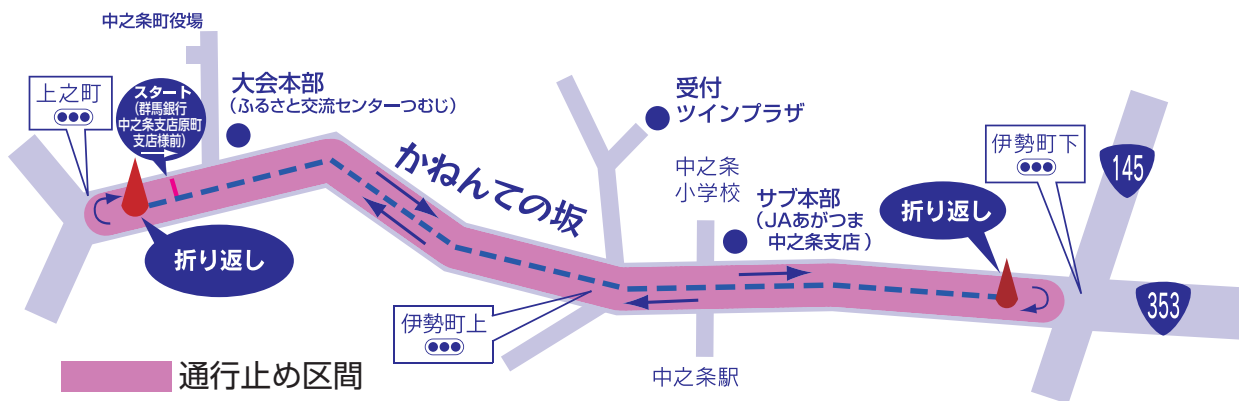 中之条町役場
上之町
スタート
(群馬銀行
中之条支店原町
支店様前)
大会本部
(ふるさと交流センターつむじ)
折り返し
かねんての坂
受付
ツインプラザ
中之条
小学校
サブ本部
(JAあがつま
中之条支店)
折り返し
伊勢町下
145
353
伊勢町上
中之条駅
通行止め区間